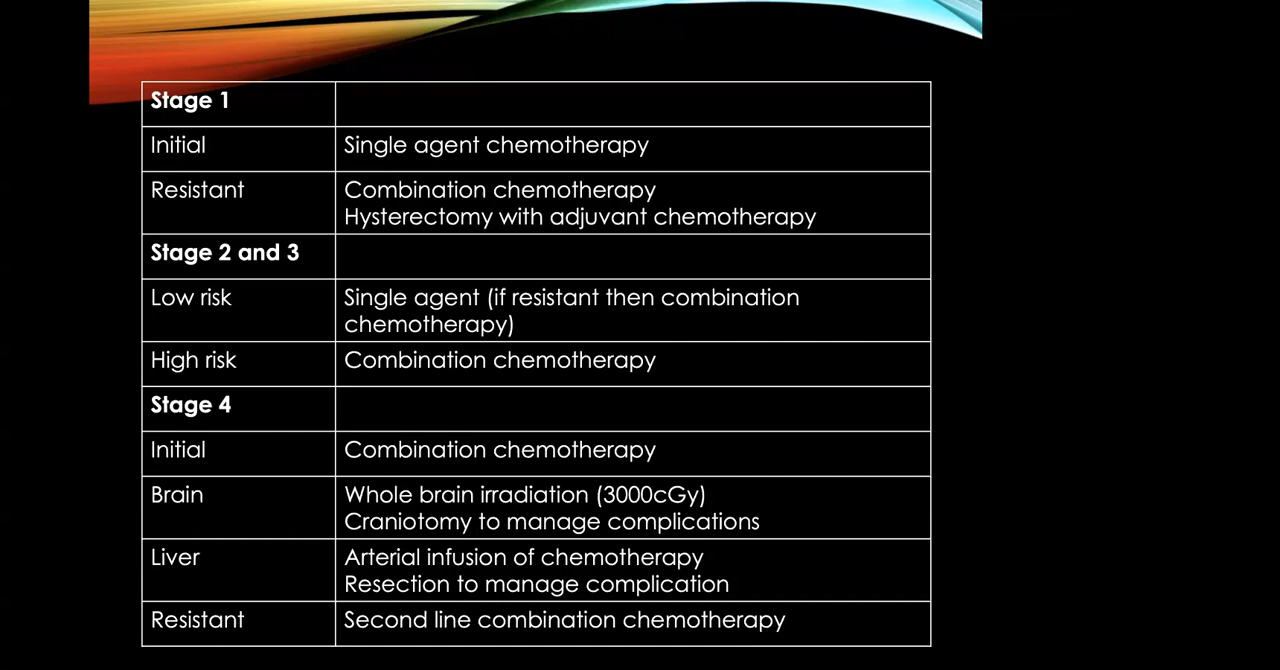 Stage 1
Initial
Single agent chemotherapy
Resistant
Combination chemotherapy
Hysterectomy with adjuvant chemotherapy
Stage 2 and 3
Low risk
Single agent (if resistant then combination
chemotherapy)
High risk
Combination chemotherapy
Stage 4
Initial
Combination chemotherapy
Brain
Whole brain irradiation (3000cGy)
Craniotomy to manage complications
Liver
Arterial infusion of chemotherapy
Resection to manage complication
Resistant
Second line combination chemotherapy